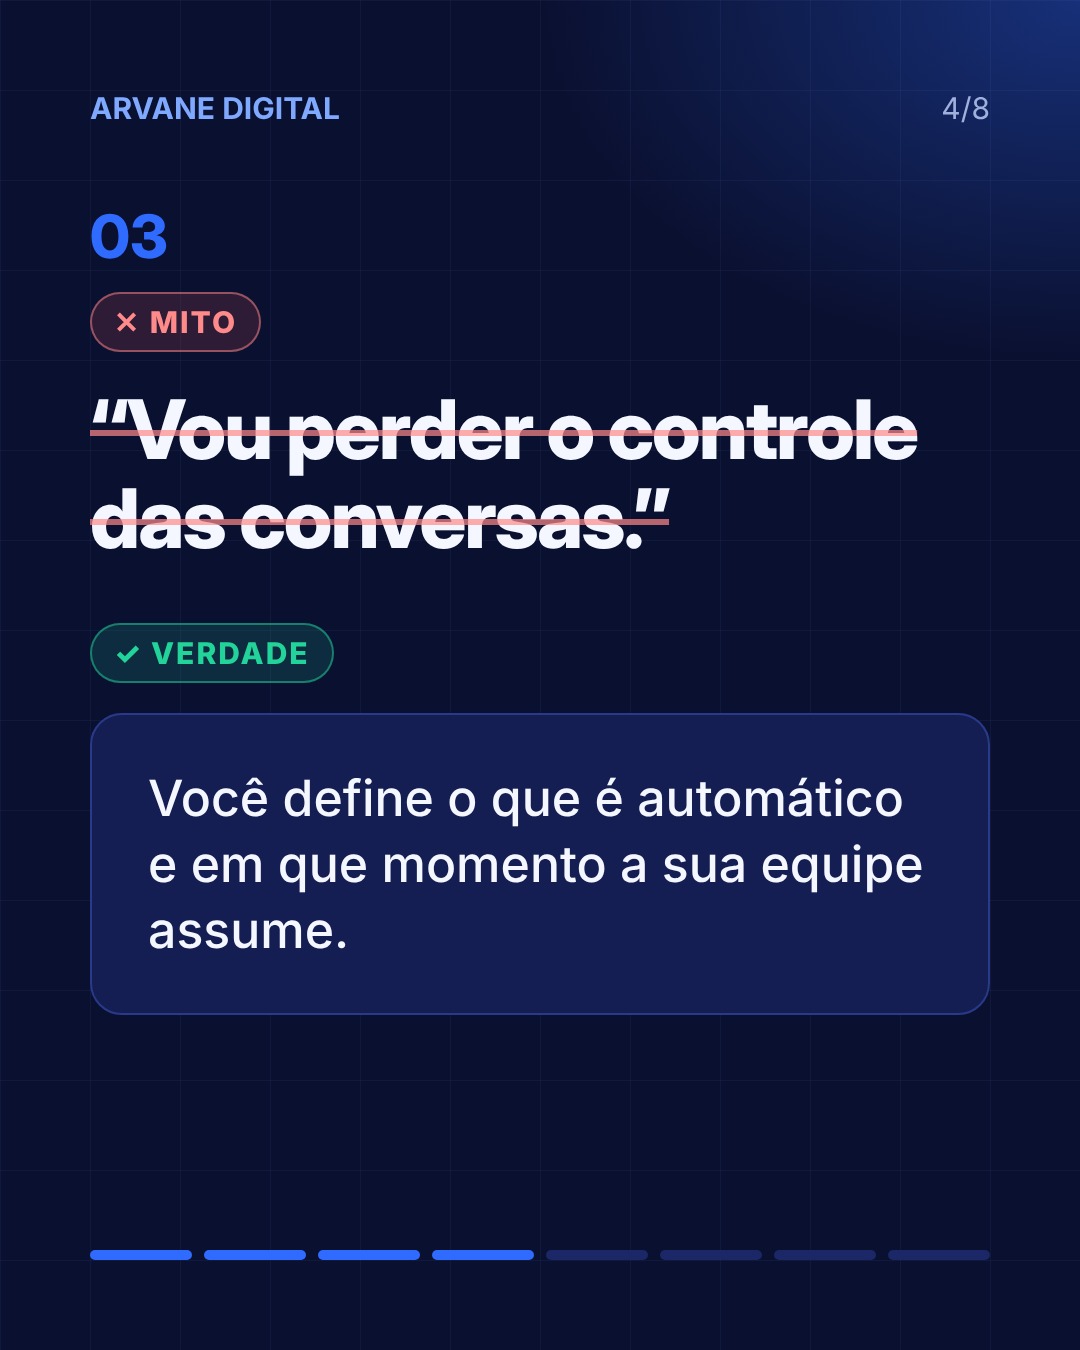 ARVANE DIGITAL
4/8
03
✕ MITO
“Vou perder o controle
das conversas.”
✓ VERDADE
Você define o que é automático
e em que momento a sua equipe
assume.